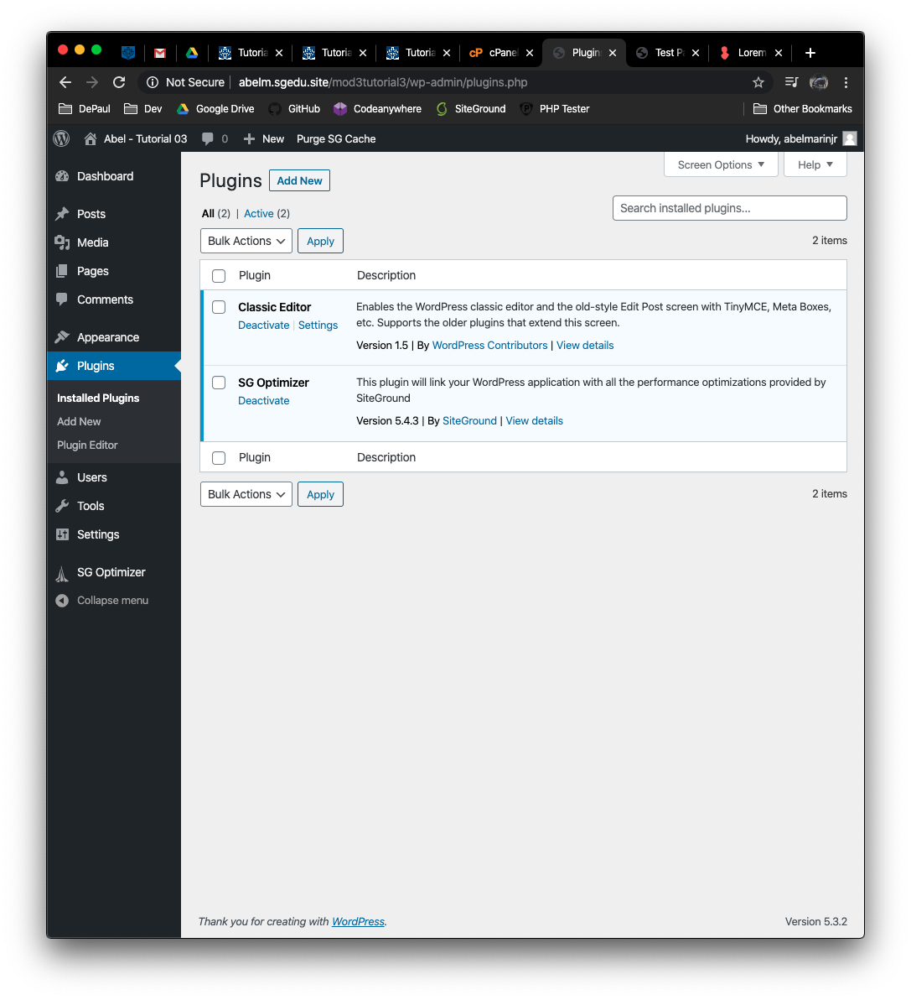 Tutoria
Tutoria
Tutoria
cP cPanel
Plugin
Test Pa
Lorem
Not Secure | abelm.sgedu.site/mod3tutorial3/wp-admin/plugins.php
DePaul Dev Google Drive GitHub Codeanywhere SiteGround PHP Tester Other Bookmarks
Abel - Tutorial 03 0 New Purge SG Cache Howdy, abelmarinjr
Dashboard
Posts
Media
Pages
Comments
Appearance
Plugins
Installed Plugins
Add New
Plugin Editor
Users
Tools
Settings
SG Optimizer
Collapse menu
Screen Options Help
Plugins Add New
All (2) | Active (2)
Search installed plugins...
Bulk Actions Apply 2 items
Plugin Description
Classic Editor
Deactivate | Settings
Enables the WordPress classic editor and the old-style Edit Post screen with TinyMCE, Meta Boxes,
etc. Supports the older plugins that extend this screen.
Version 1.5 | By WordPress Contributors | View details
SG Optimizer
Deactivate
This plugin will link your WordPress application with all the performance optimizations provided by
SiteGround
Version 5.4.3 | By SiteGround | View details
Plugin Description
Bulk Actions Apply 2 items
Thank you for creating with WordPress. Version 5.3.2